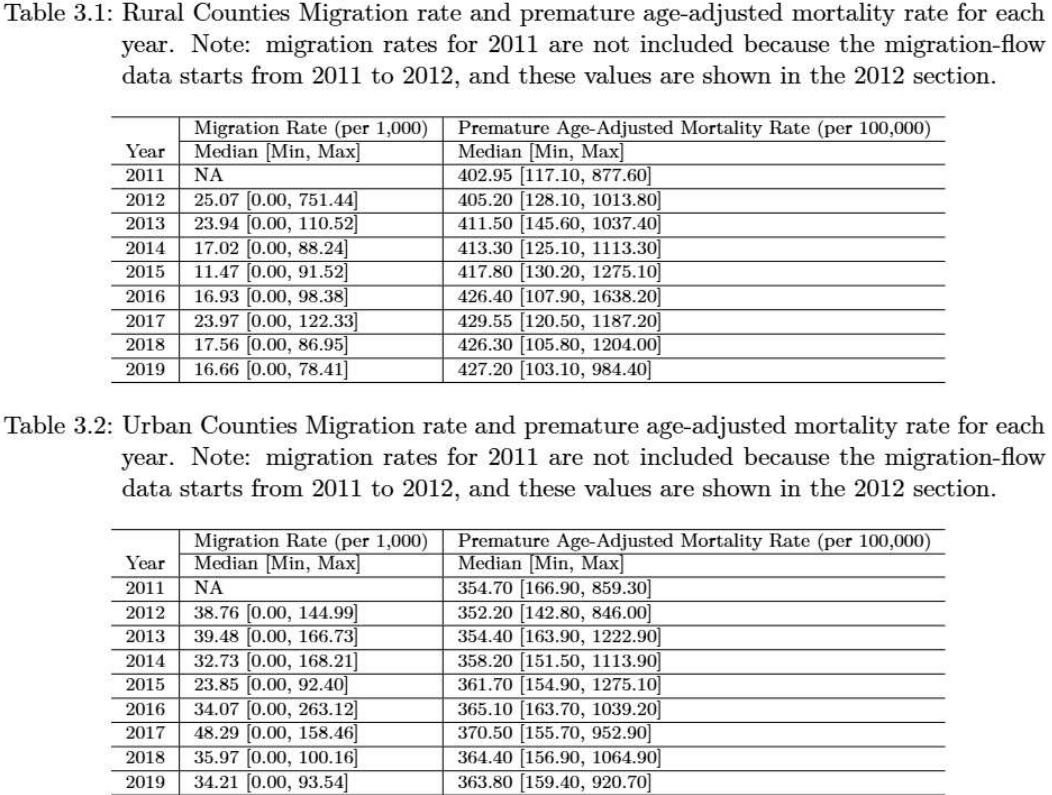 Table 3.1: Rural Counties Migration rate and premature age-adjusted mortality rate for each
year. Note: migration rates for 2011 are not included because the migration-flow
data starts from 2011 to 2012, and these values are shown in the 2012 section.
Migration Rate (per 1,000) Premature Age-Adjusted Mortality Rate (per 100,000)
Year Median [Min, Max] Median [Min, Max]
2011 NA 402.95 [117.10, 877.60]
2012 25.07 [0.00, 751.44] 405.20 [128.10, 1013.80]
2013 23.94 [0.00, 110.52] 411.50 [145.60, 1037.40]
2014 17.02 [0.00, 88.24] 413.30 [125.10, 1113.30]
2015 11.47 [0.00, 91.52] 417.80 [130.20, 1275.10]
2016 16.93 [0.00, 98.38] 426.40 [107.90, 1638.20]
2017 23.97 [0.00, 122.33] 429.55 [120.50, 1187.20]
2018 17.56 [0.00, 86.95] 426.30 [105.80, 1204.00]
2019 16.66 [0.00, 78.41] 427.20 [103.10, 984.40]
Table 3.2: Urban Counties Migration rate and premature age-adjusted mortality rate for each
year. Note: migration rates for 2011 are not included because the migration-flow
data starts from 2011 to 2012, and these values are shown in the 2012 section.
Migration Rate (per 1,000) Premature Age-Adjusted Mortality Rate (per 100,000)
Year Median [Min, Max] Median [Min, Max]
2011 NA 354.70 [166.90, 859.30]
2012 38.76 [0.00, 144.99] 352.20 [142.80, 846.00]
2013 39.48 [0.00, 166.73] 354.40 [163.90, 1222.90]
2014 32.73 [0.00, 168.21] 358.20 [151.50, 1113.90]
2015 23.85 [0.00, 92.40] 361.70 [154.90, 1275.10]
2016 34.07 [0.00, 263.12] 365.10 [163.70, 1039.20]
2017 48.29 [0.00, 158.46] 370.50 [155.70, 952.90]
2018 35.97 [0.00, 100.16] 364.40 [156.90, 1064.90]
2019 34.21 [0.00, 93.54] 363.80 [159.40, 920.70]